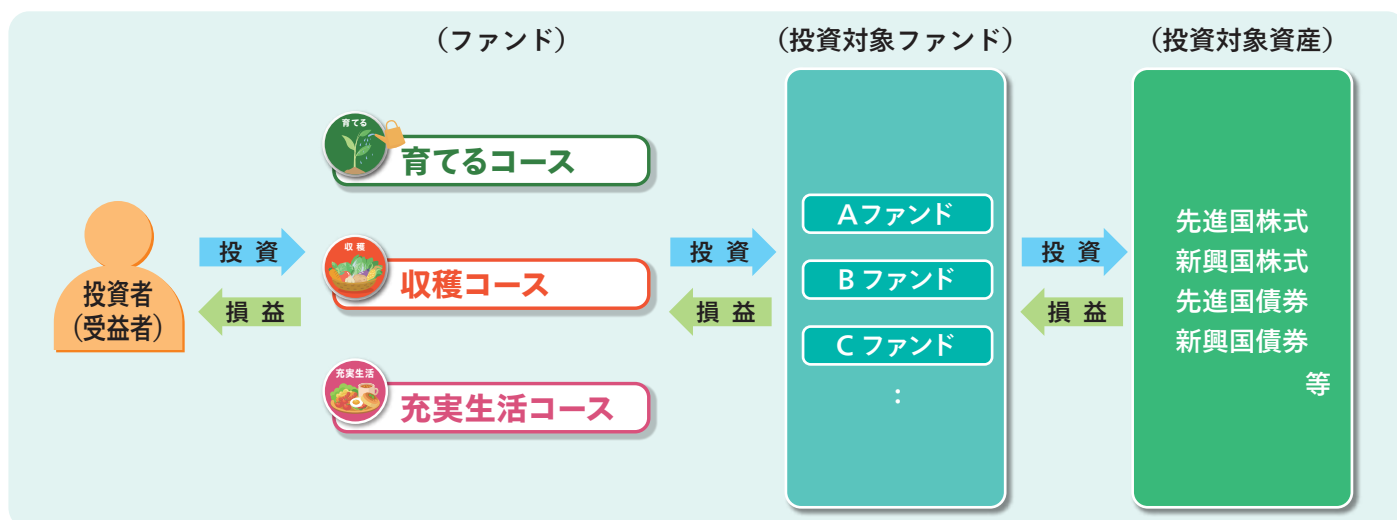 （ファンド）
（投資対象ファンド）
（投資対象資産）
育てる
育てるコース
投資者
（受益者）
投 資
損 益
収穫
収穫コース
充実生活
充実生活コース
投 資
損 益
Aファンド
Bファンド
Cファンド
：
投 資
損 益
先進国株式
新興国株式
先進国債券
新興国債券
等